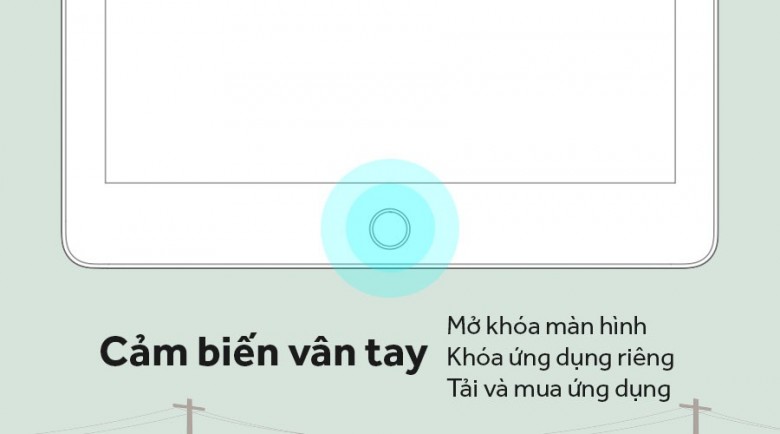 Cảm biến vân tay
Mở khóa màn hình
Khóa ứng dụng riêng
Tải và mua ứng dụng